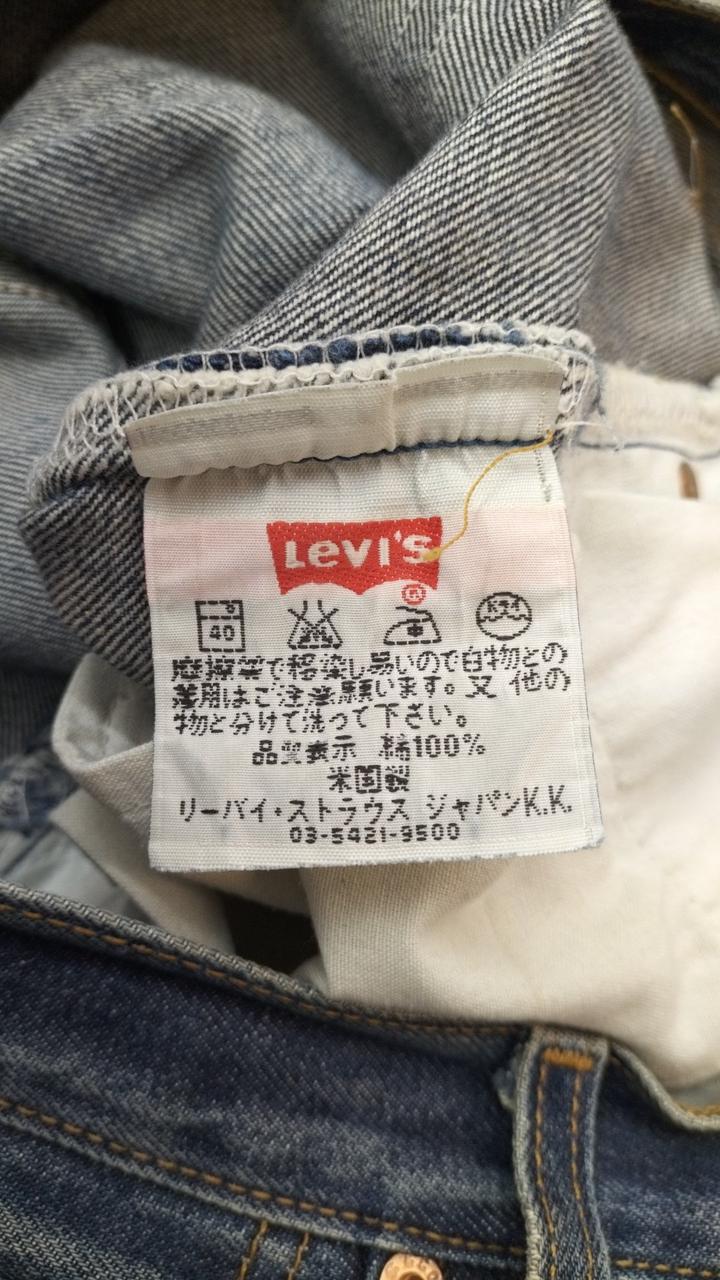 Levi's
®
40
摩擦等で移染し易いので白物との
着用はご注意願います。又 他の
物と分けて洗って下さい。
品質表示 綿100%
米国製
リーバイ・ストラウス ジャパンK.K.
03-5421-9500